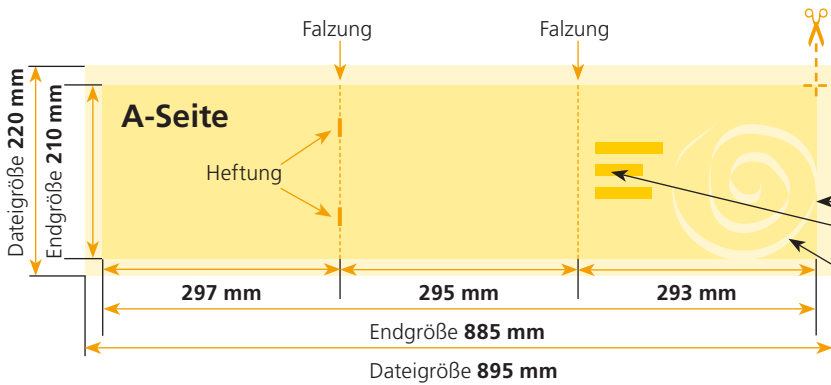 Falzung
Falzung
Dateigröße 220 mm
Endgröße 210 mm
A-Seite
Heftung
297 mm
295 mm
293 mm
Endgröße 885 mm
Dateigröße 895 mm